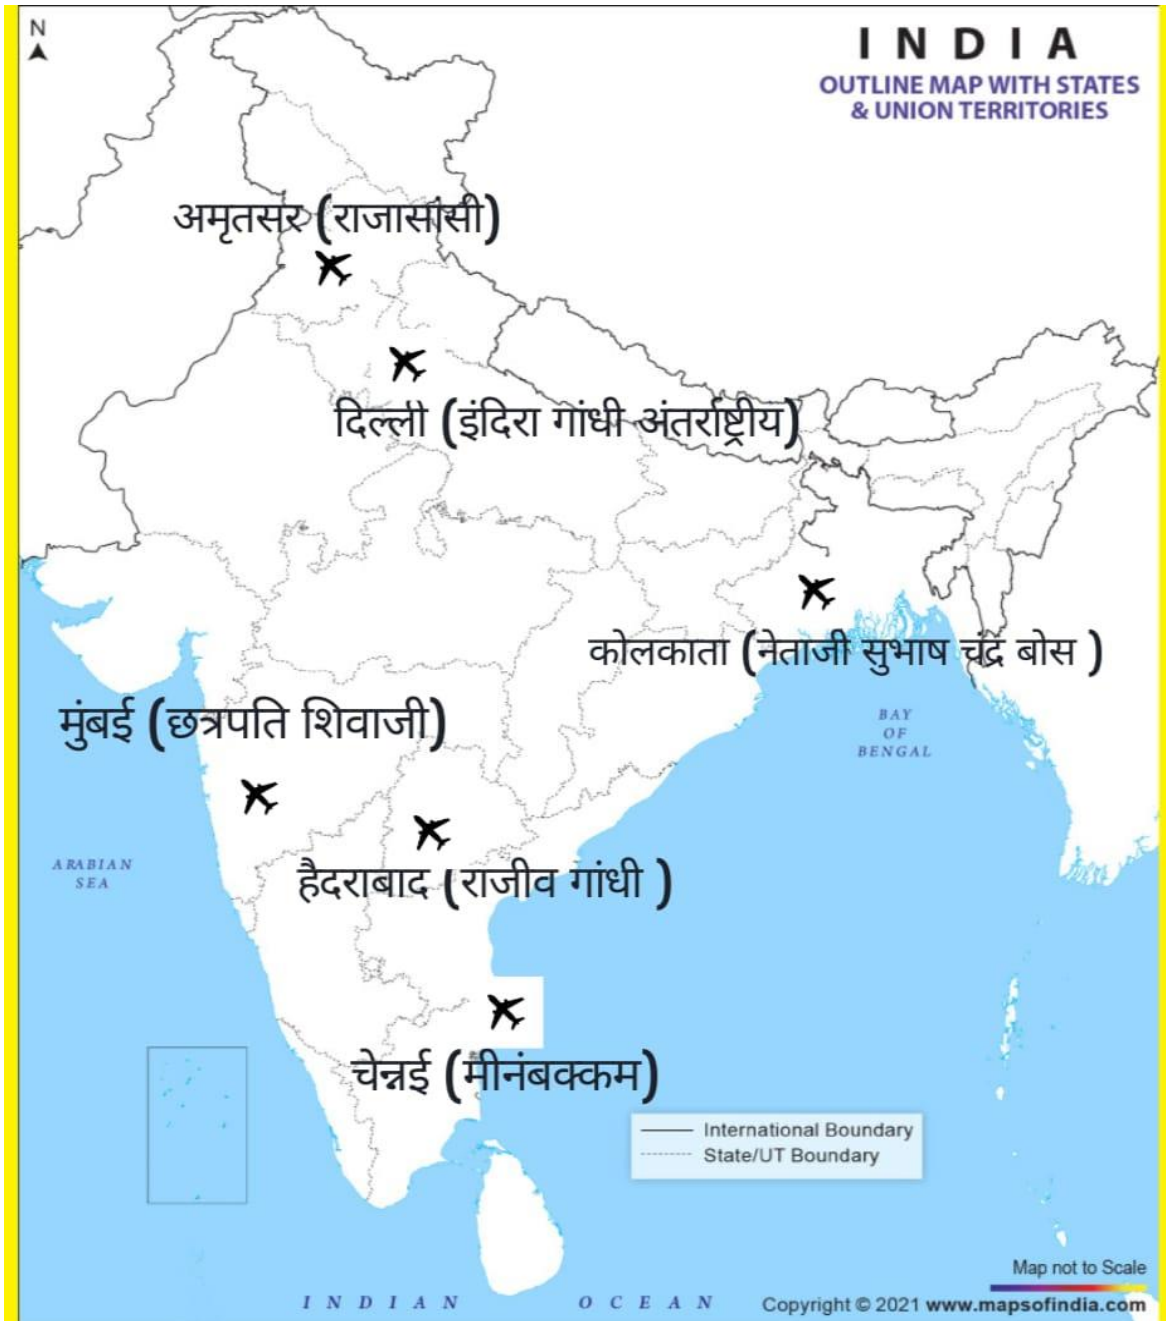 N
INDIA
OUTLINE MAP WITH STATES
& UNION TERRITORIES
अमृतसर (राजासांसी)
दिल्ली (इंदिरा गांधी अंतर्राष्ट्रीय)
कोलकाता (नेताजी सुभाष चंद्र बोस )
मुंबई (छत्रपति शिवाजी)
BAY
OF
BENGAL
ARABIAN
SEA
हैदराबाद (राजीव गांधी )
चेन्नई (मीनंबक्कम)
International Boundary
State/UT Boundary
Map not to Scale
INDIAN OCEAN
Copyright © 2021 www.mapsofindia.com